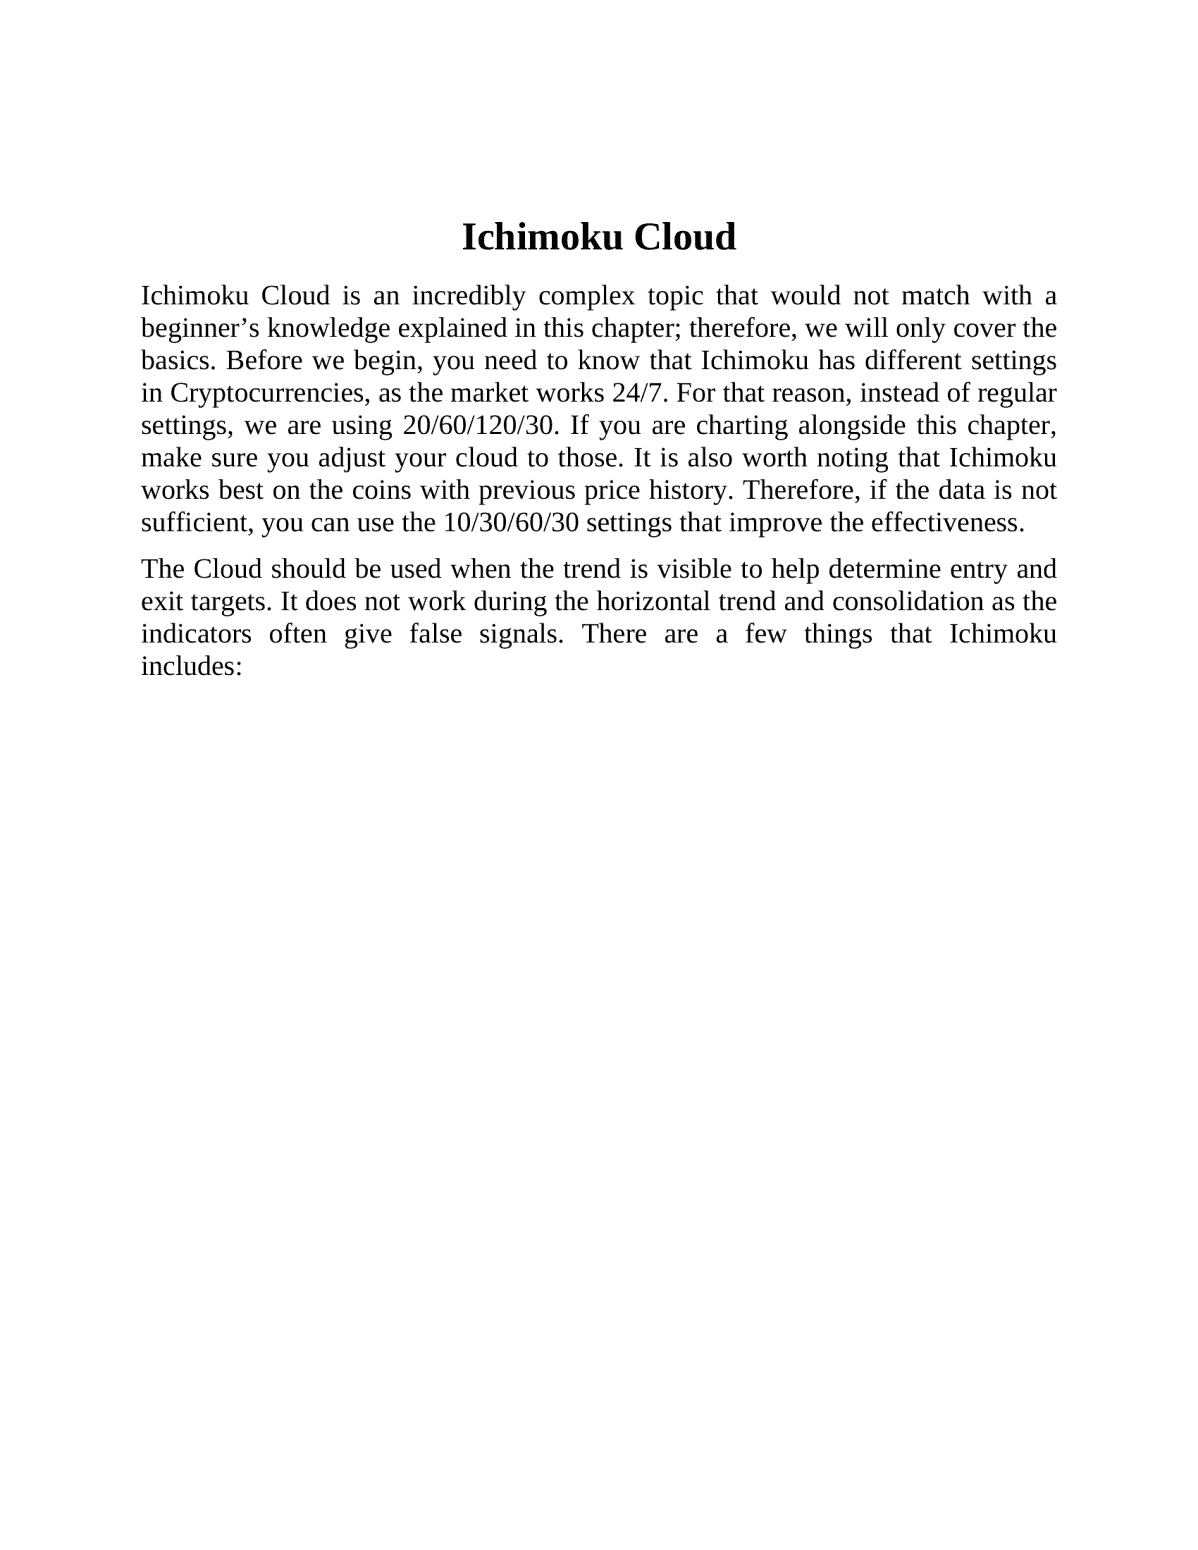 Ichimoku Cloud
Ichimoku Cloud is an incredibly complex topic that would not match with a
beginner’s knowledge explained in this chapter; therefore, we will only cover the
basics. Before we begin, you need to know that Ichimoku has different settings
in Cryptocurrencies, as the market works 24/7. For that reason, instead of regular
settings, we are using 20/60/120/30. If you are charting alongside this chapter,
make sure you adjust your cloud to those. It is also worth noting that Ichimoku
works best on the coins with previous price history. Therefore, if the data is not
sufficient, you can use the 10/30/60/30 settings that improve the effectiveness.
The Cloud should be used when the trend is visible to help determine entry and
exit targets. It does not work during the horizontal trend and consolidation as the
indicators often give false signals. There are a few things that Ichimoku
includes: